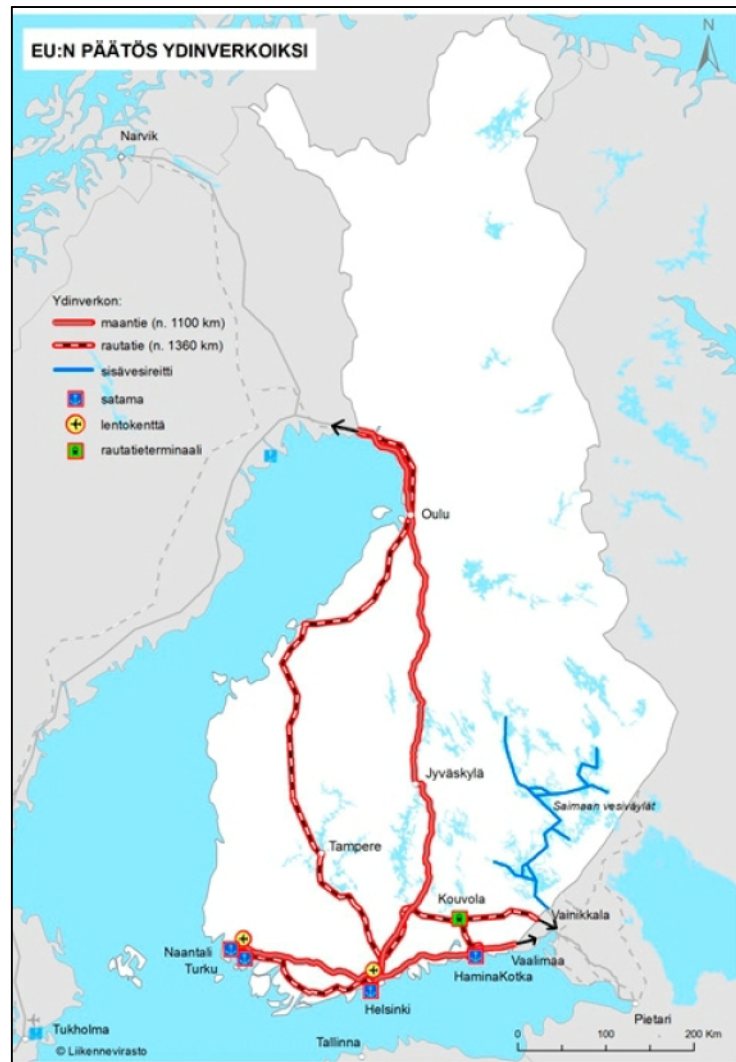 EU:N PÄÄTÖS YDINVERKOIKSI
N
Narvik
Ydinverkon:
maantie (n. 1100 km)
rautatie (n. 1360 km)
sisävesireitti
satama
lentokenttä
rautatieterminaali
Oulu
Jyväskylä
Saimaan vesiväylät
Tampere
Kouvola
Vainikkala
Naantali
Turku
Vaalimaa
HaminaKotka
Helsinki
Pietari
Tukholma
Tallinna
0 50 100 200 Km
© Liikennevirasto